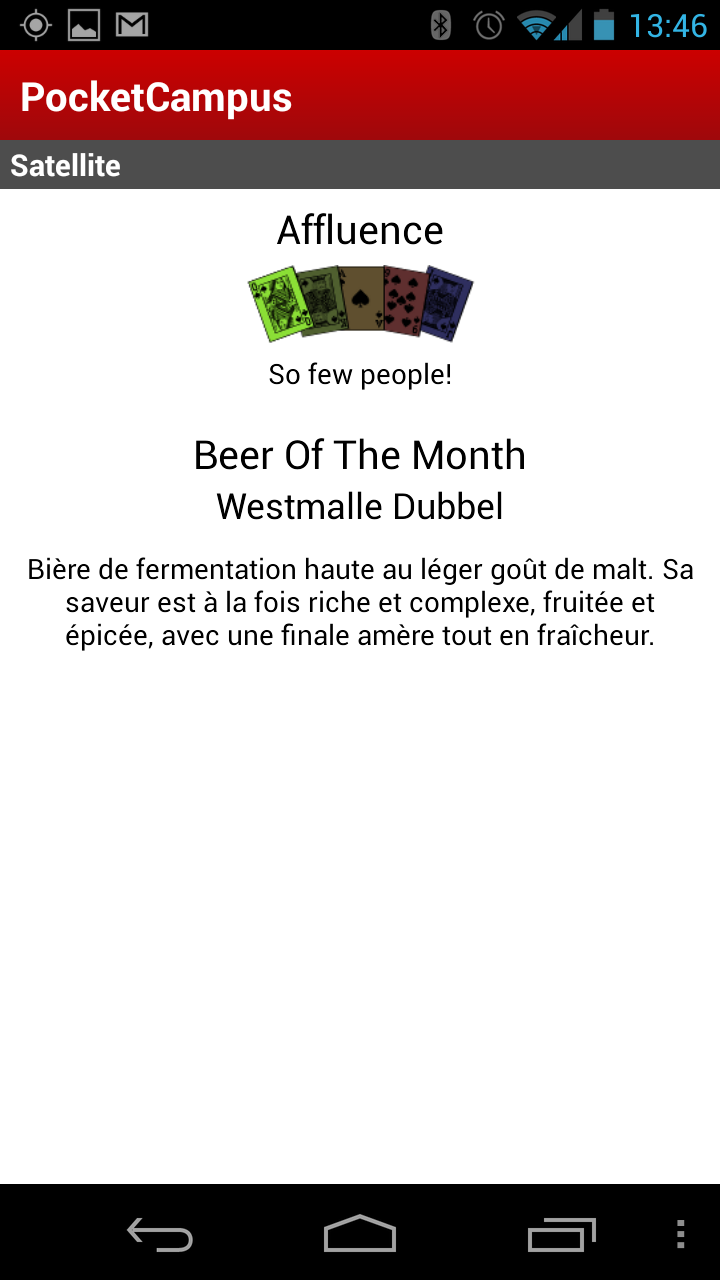 13:46
PocketCampus
Satellite
Affluence
So few people!
Beer Of The Month
Westmalle Dubbel
Bière de fermentation haute au léger goût de malt. Sa
saveur est à la fois riche et complexe, fruitée et
épicée, avec une finale amère tout en fraîcheur.